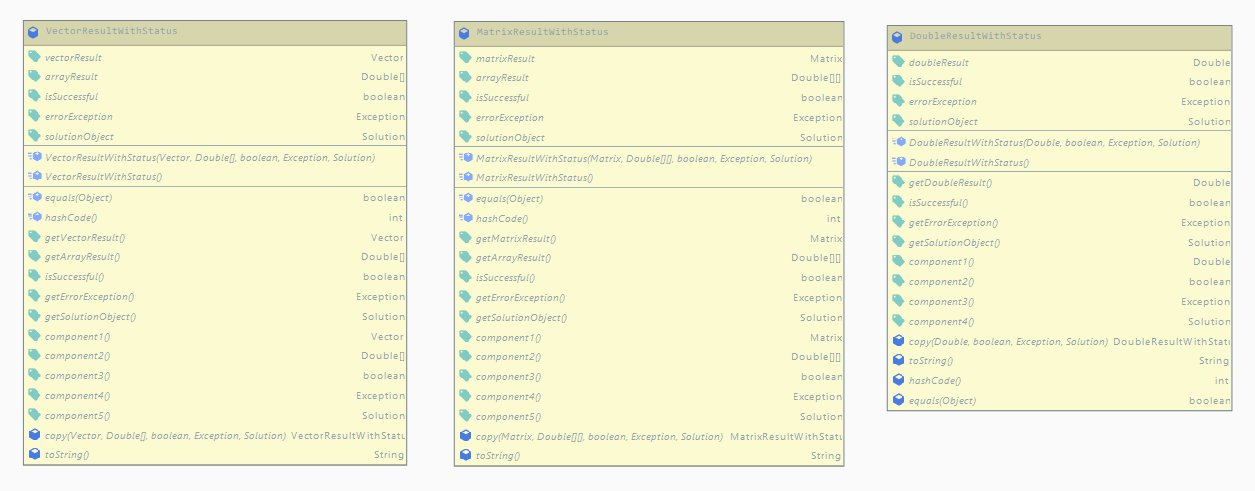 VectorResultWithStatus
vectorResult Vector
arrayResult Double[]
isSuccessful boolean
errorException Exception
solutionObject Solution
VectorResultWithStatus(Vector, Double[], boolean, Exception, Solution)
VectorResultWithStatus()
equals(Object) boolean
hashCode() int
getVectorResult() Vector
getArrayResult() Double[]
isSuccessful() boolean
getErrorException() Exception
getSolutionObject() Solution
component1() Vector
component2() Double[]
component3() boolean
component4() Exception
component5() Solution
copy(Vector, Double[], boolean, Exception, Solution) VectorResultWithStatu
toString() String
MatrixResultWithStatus
matrixResult Matrix
arrayResult Double[][]
isSuccessful boolean
errorException Exception
solutionObject Solution
MatrixResultWithStatus(Matrix, Double[][], boolean, Exception, Solution)
MatrixResultWithStatus()
equals(Object) boolean
hashCode() int
getMatrixResult() Matrix
getArrayResult() Double[][]
isSuccessful() boolean
getErrorException() Exception
getSolutionObject() Solution
component1() Matrix
component2() Double[][]
component3() boolean
component4() Exception
component5() Solution
copy(Matrix, Double[][], boolean, Exception, Solution) MatrixResultWithStatu
toString() String
DoubleResultWithStatus
doubleResult Double
isSuccessful boolean
errorException Exception
solutionObject Solution
DoubleResultWithStatus(Double, boolean, Exception, Solution)
DoubleResultWithStatus()
getDoubleResult() Double
isSuccessful() boolean
getErrorException() Exception
getSolutionObject() Solution
component1() Double
component2() boolean
component3() Exception
component4() Solution
copy(Double, boolean, Exception, Solution) DoubleResultWithStatu
toString() String
hashCode() int
equals(Object) boolean